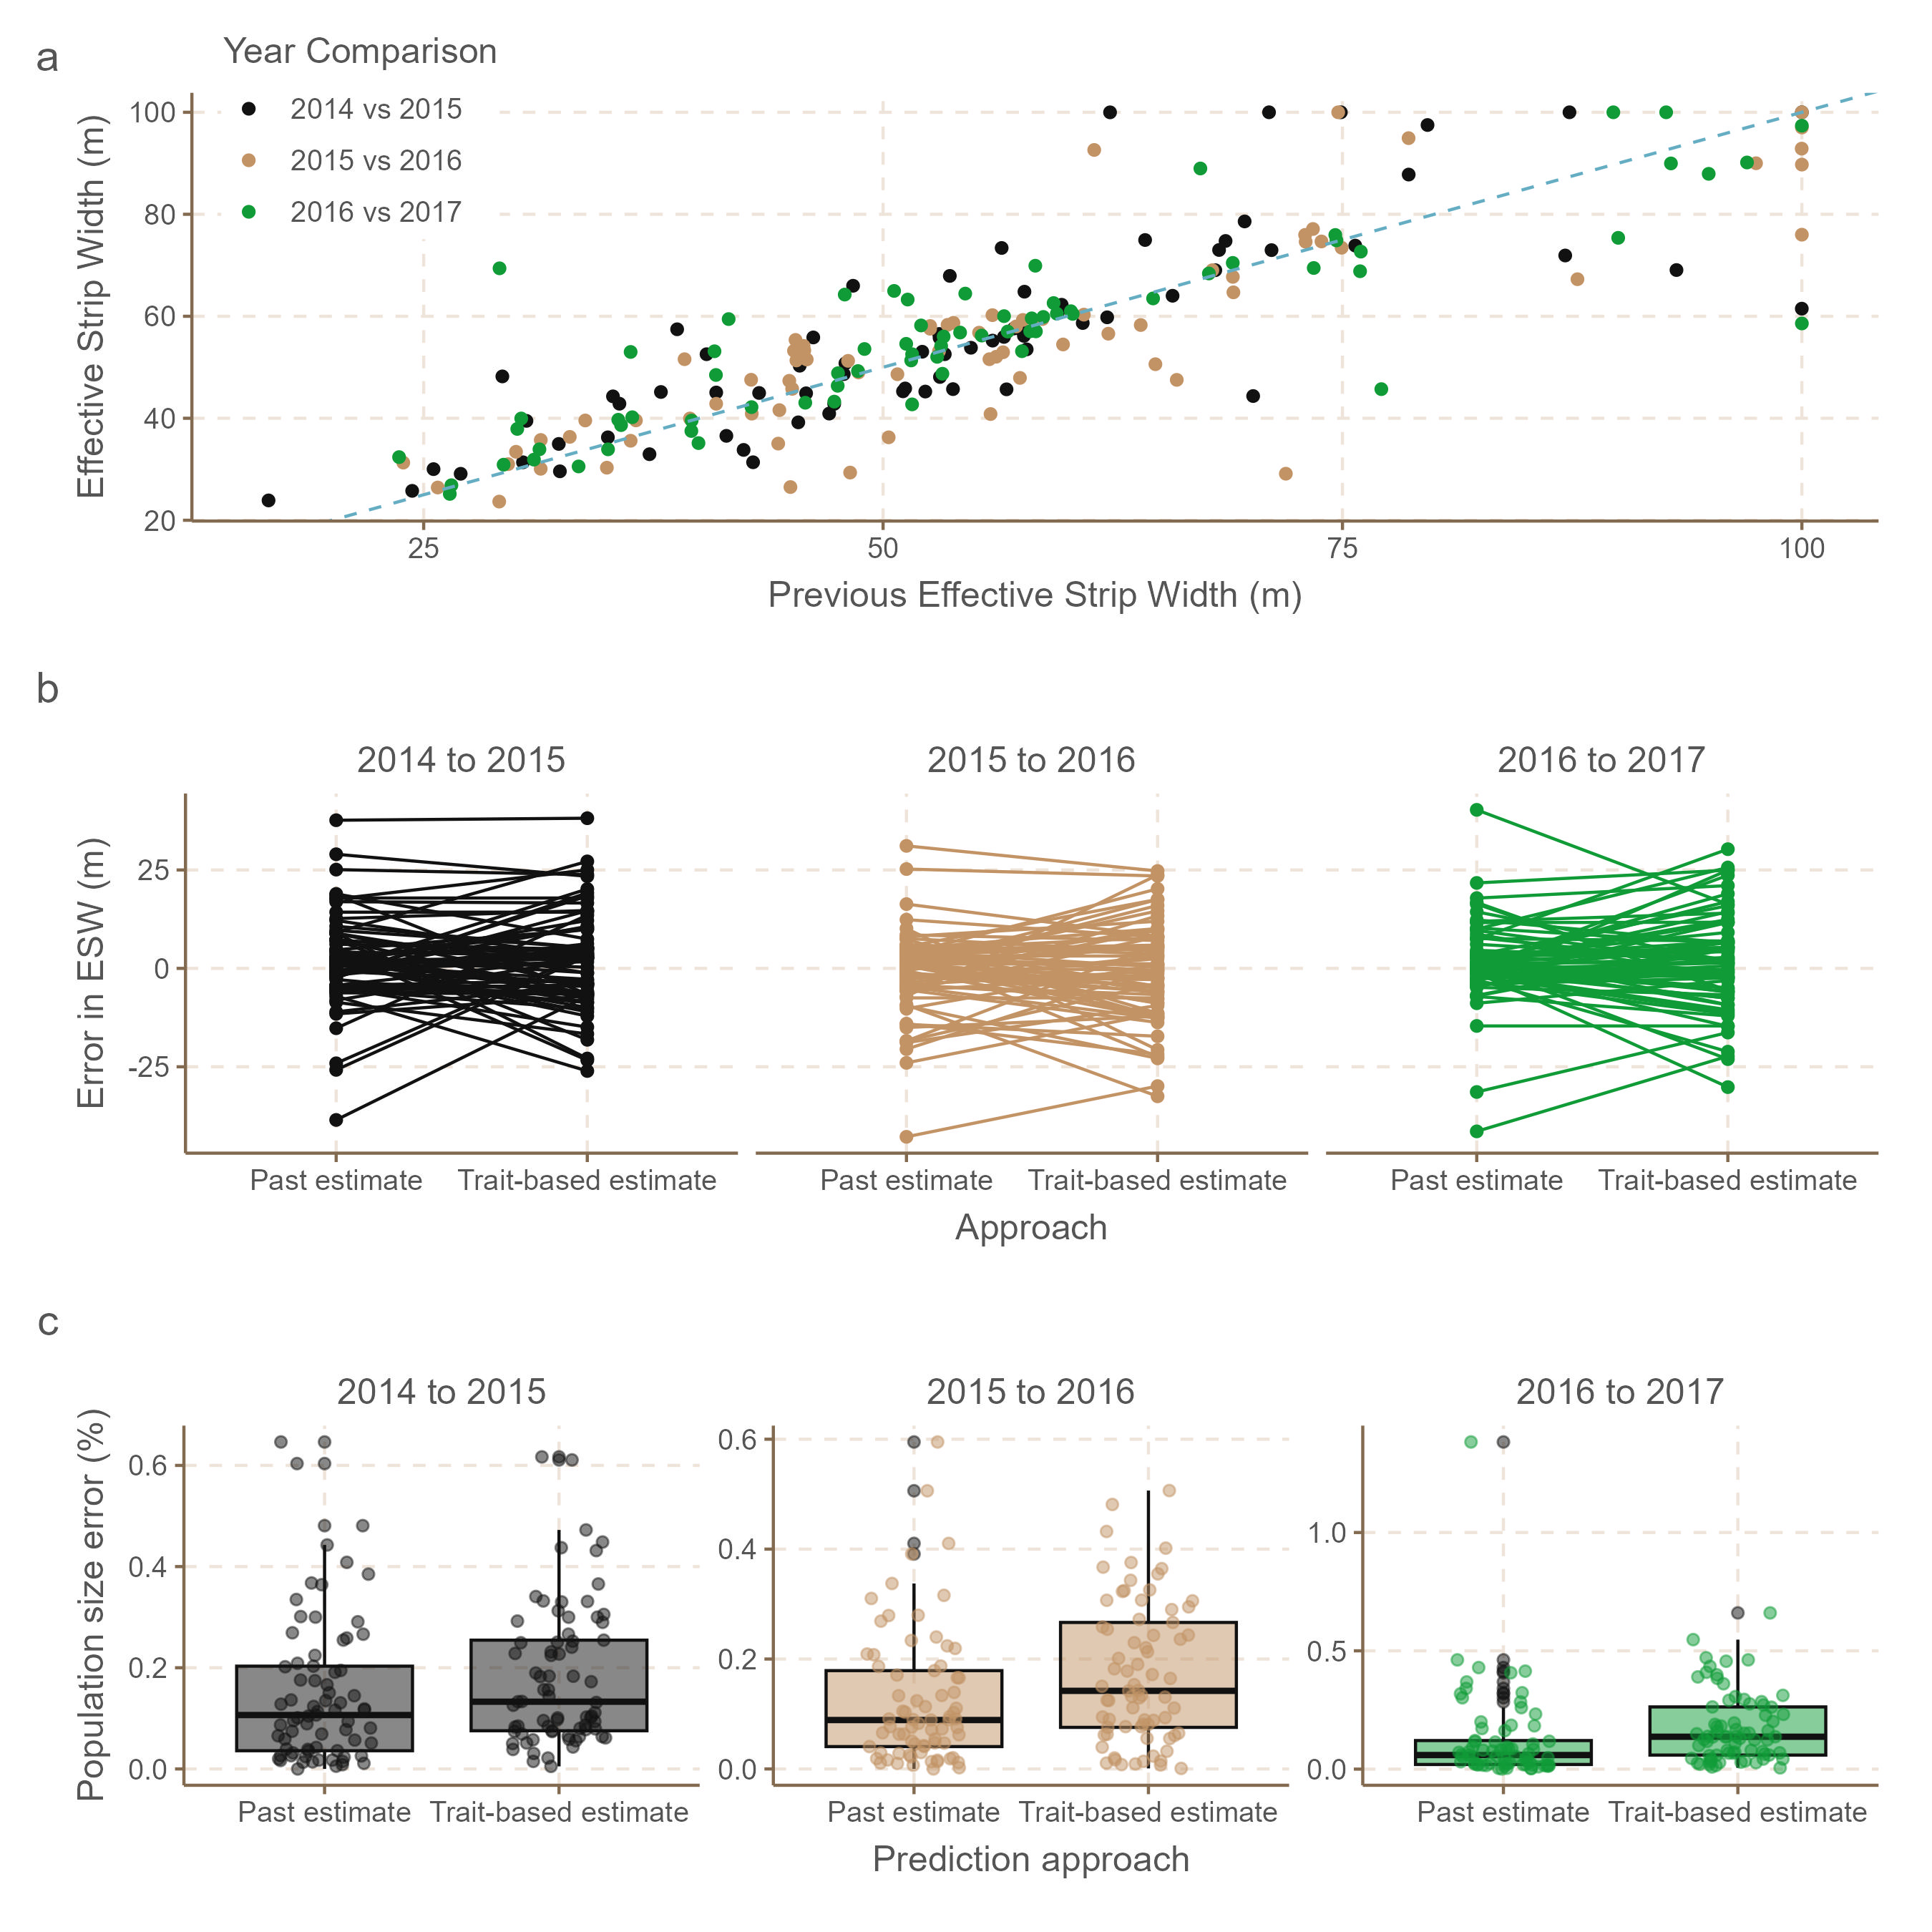 a
Year Comparison
2014 vs 2015
2015 vs 2016
2016 vs 2017
Effective Strip Width (m)
100
80
60
40
20
25 50 75 100
Previous Effective Strip Width (m)
b
2014 to 2015 2015 to 2016 2016 to 2017
Error in ESW (m)
25
0
-25
Past estimate Trait-based estimate Past estimate Trait-based estimate Past estimate Trait-based estimate
Approach
c
2014 to 2015 2015 to 2016 2016 to 2017
Population size error (%)
0.6
0.4
0.2
0.0
0.6
0.4
0.2
0.0
1.0
0.5
0.0
Past estimate Trait-based estimate Past estimate Trait-based estimate Past estimate Trait-based estimate
Prediction approach